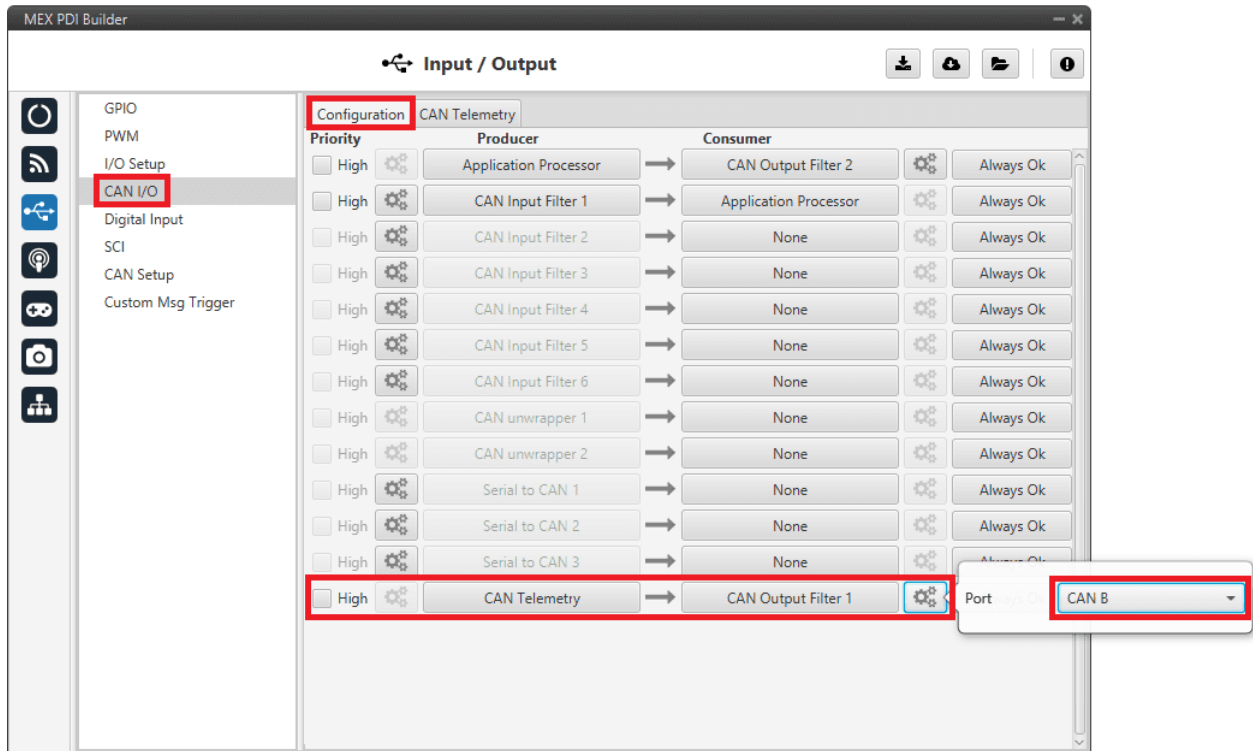 MEX PDI Builder
Input / Output
GPIO
PWM
I/O Setup
CAN I/O
Digital Input
SCI
CAN Setup
Custom Msg Trigger
Configuration CAN Telemetry
Priority Producer Consumer
High Application Processor CAN Output Filter 2 Always Ok
High CAN Input Filter 1 Application Processor Always Ok
High CAN Input Filter 2 None Always Ok
High CAN Input Filter 3 None Always Ok
High CAN Input Filter 4 None Always Ok
High CAN Input Filter 5 None Always Ok
High CAN Input Filter 6 None Always Ok
High CAN unwrapper 1 None Always Ok
High CAN unwrapper 2 None Always Ok
High Serial to CAN 1 None Always Ok
High Serial to CAN 2 None Always Ok
High Serial to CAN 3 None Always Ok
High CAN Telemetry CAN Output Filter 1 Port CAN B